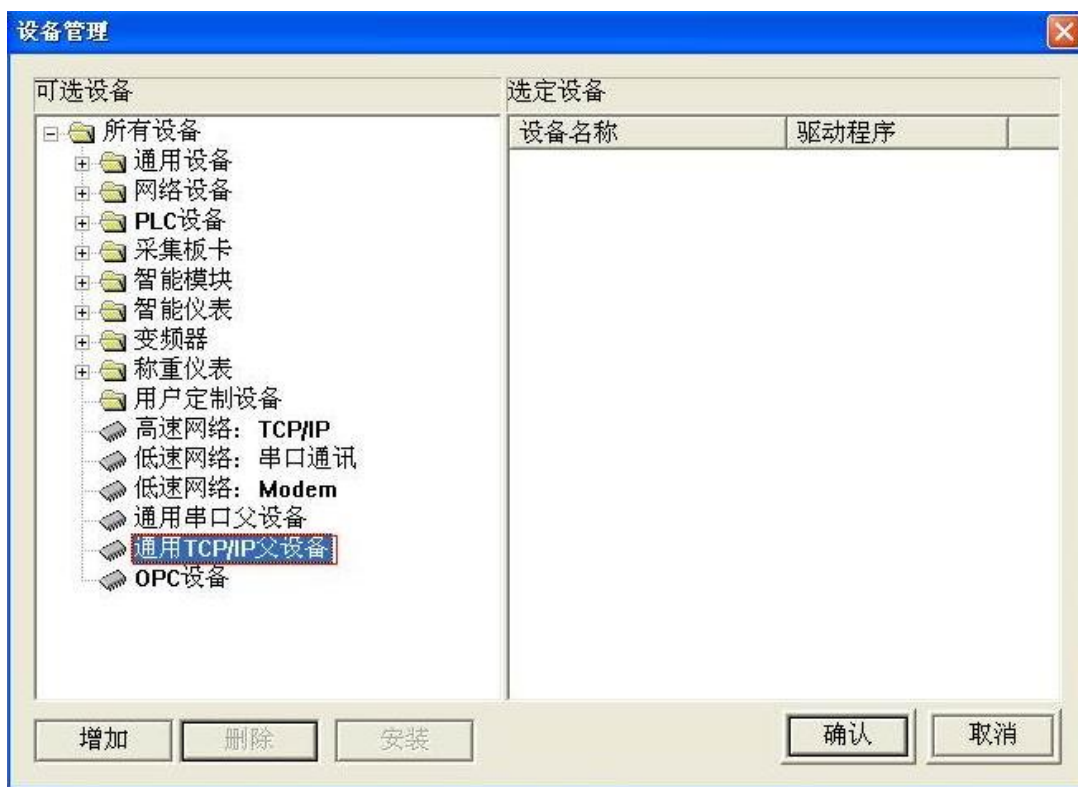 设备管理
可选设备
选定设备
所有设备
通用设备
网络设备
PLC设备
采集板卡
智能模块
智能仪表
变频器
称重仪表
用户定制设备
高速网络：TCP/IP
低速网络：串口通讯
低速网络：Modem
通用串口父设备
通用TCP/IP父设备
OPC设备
设备名称 驱动程序
增加 删除 安装 确认 取消